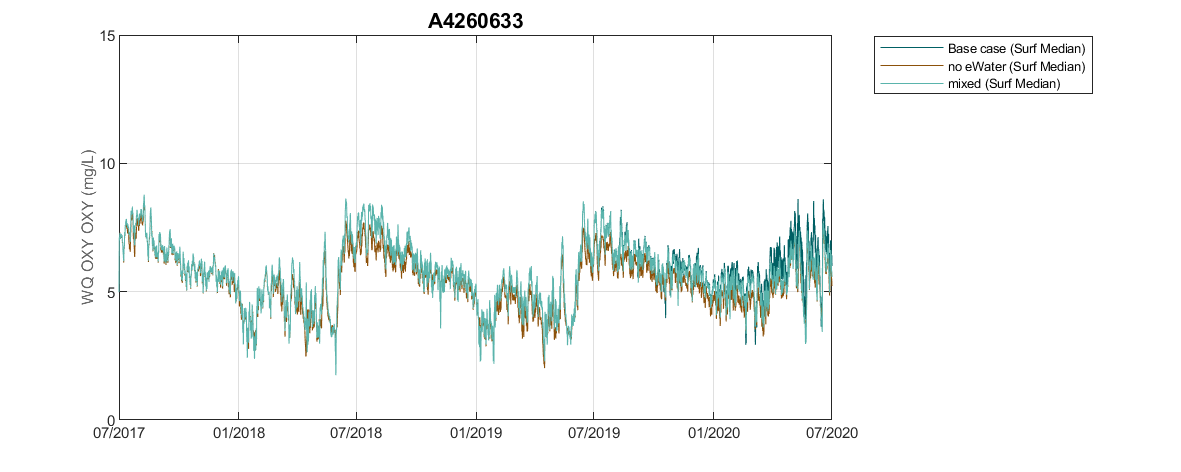 A4260633
15
10
5
0
WQ OXY OXY (mg/L)
07/2017 01/2018 07/2018 01/2019 07/2019 01/2020 07/2020
Base case (Surf Median)
no eWater (Surf Median)
mixed (Surf Median)